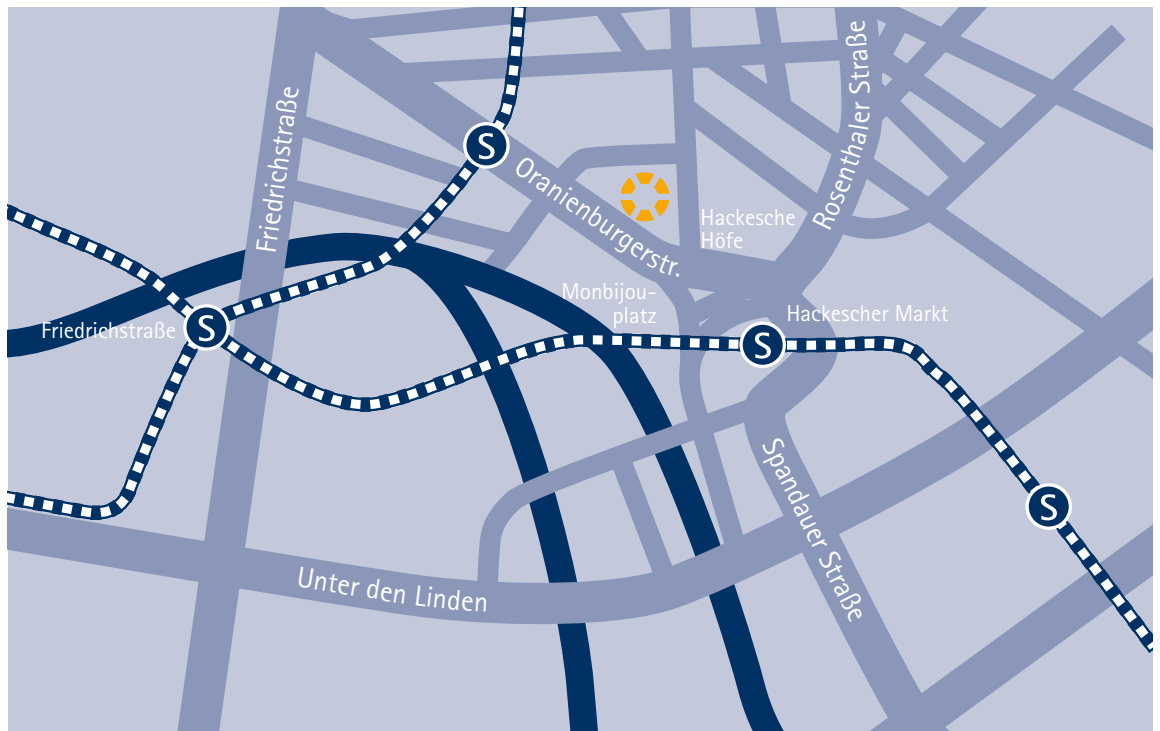 Rosenthaler Straße
Friedrichstraße
S
Oranienburgerstr.
Hackesche
Höfe
Monbijou-
platz
Hackescher Markt
Friedrichstraße
S
S
Spandauer Straße
S
Unter den Linden